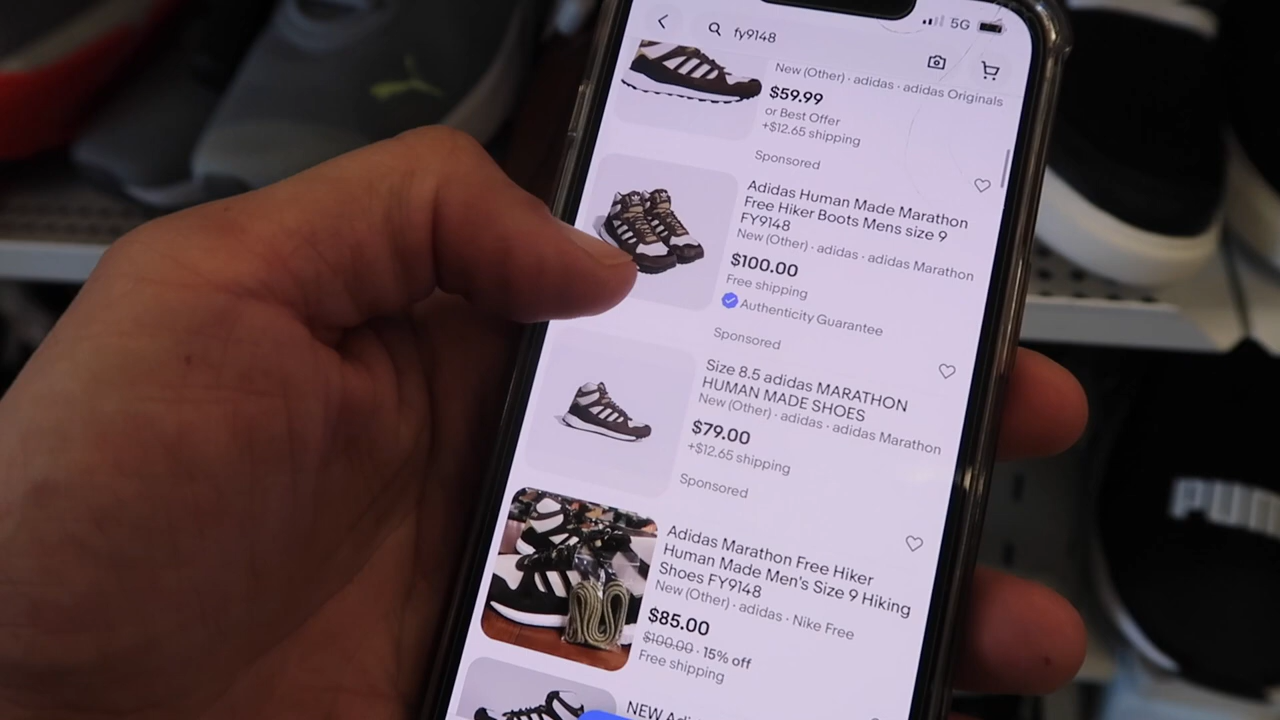 5G
fy9148
New (Other) · adidas · adidas Originals
$59.99
or Best Offer
+$12.65 shipping
Sponsored
Adidas Human Made Marathon
Free Hiker Boots Mens size 9
FY9148
New (Other) · adidas · adidas Marathon
$100.00
Free shipping
Authenticity Guarantee
Sponsored
Size 8.5 adidas MARATHON
HUMAN MADE SHOES
New (Other) · adidas · adidas Marathon
$79.00
+$12.65 shipping
Sponsored
Adidas Marathon Free Hiker
Human Made Men's Size 9 Hiking
Shoes FY9148
New (Other) · adidas · Nike Free
$85.00
$100.00 · 15% off
Free shipping
PUMA